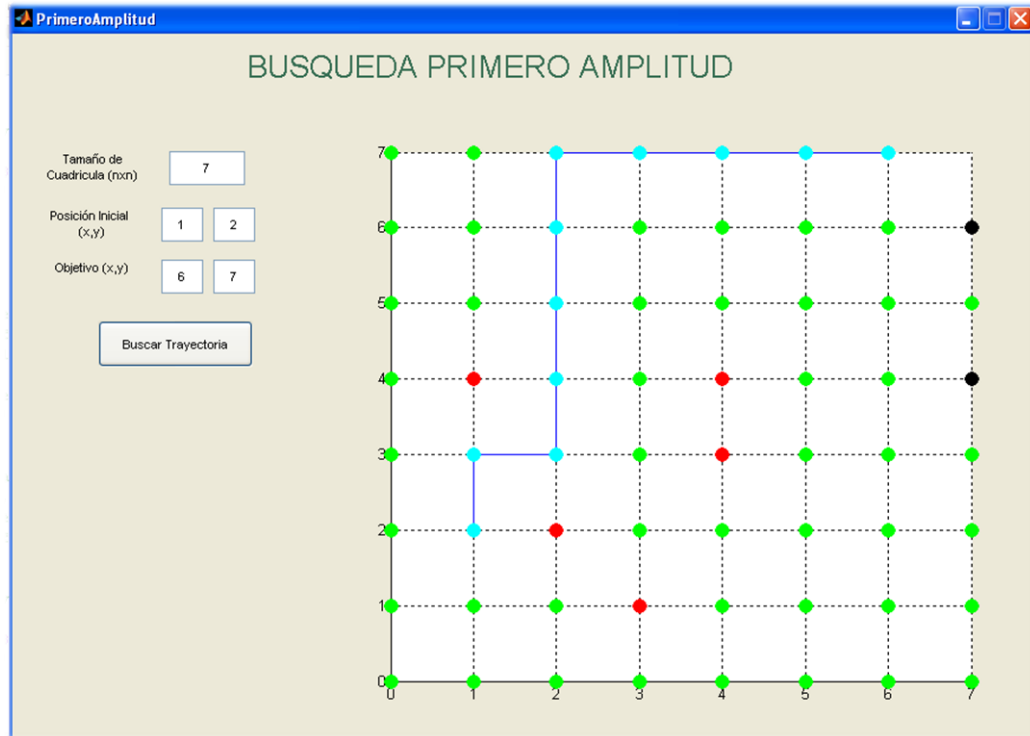 PrimeroAmplitud
BUSQUEDA PRIMERO AMPLITUD
Tamaño de
Cuadricula (nxn)
7
Posición Inicial
(x,y)
1 2
Objetivo (x,y)
6 7
Buscar Trayectoria
7
6
5
4
3
2
1
0
0 1 2 3 4 5 6 7